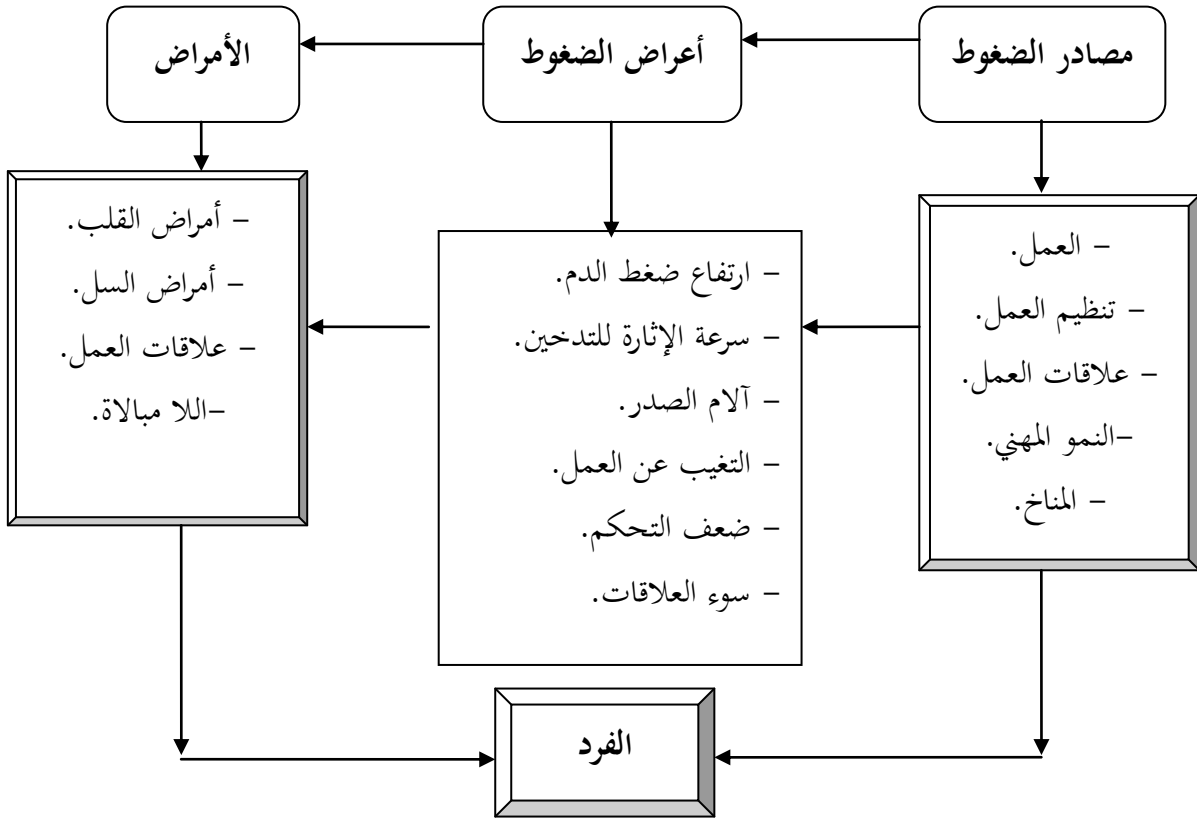 مصادر الضغوط
أعراض الضغوط
الأمراض
– العمل.
– تنظيم العمل.
– علاقات العمل.
–النمو المهني.
– المناخ.
– ارتفاع ضغط الدم.
– سرعة الإثارة للتدخين.
– آلام الصدر.
– التغيب عن العمل.
– ضعف التحكم.
– سوء العلاقات.
– أمراض القلب.
– أمراض السل.
– علاقات العمل.
–اللا مبالاة.
الفرد